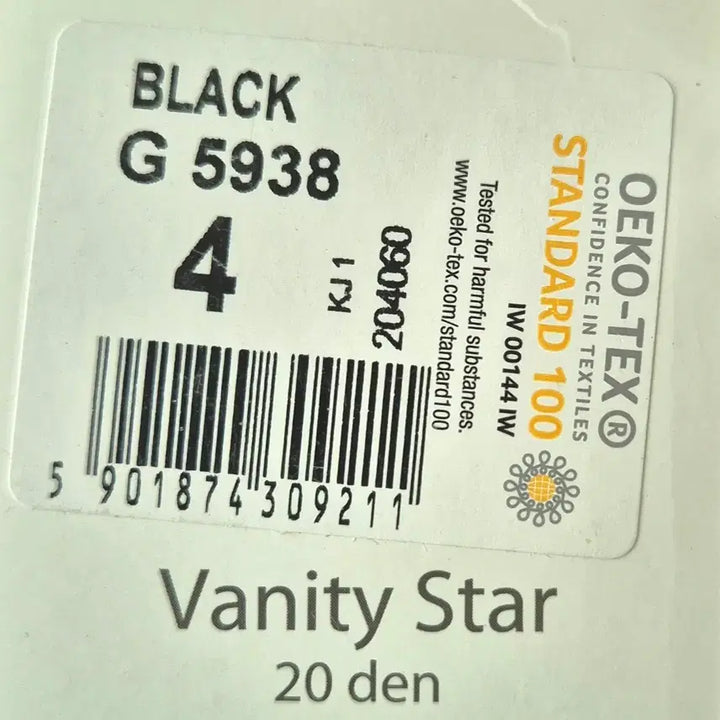 BLACK
G 5938
4
KJ 1
204060
5 901874 309211
Tested for harmful substances.
www.oeko-tex.com/standard100
IW 00144 IW
STANDARD 100
CONFIDENCE IN TEXTILES
OEKO-TEX®
Vanity Star
20 den